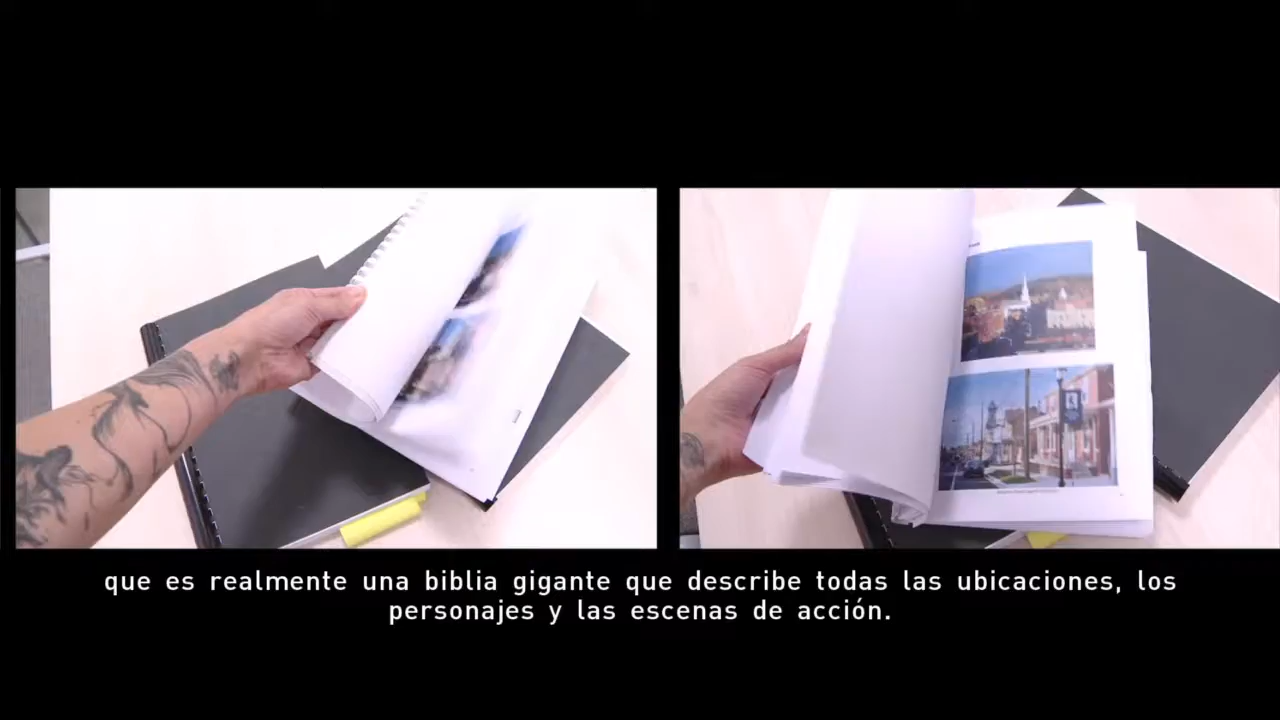 que es realmente una biblia gigante que describe todas las ubicaciones, los
personajes y las escenas de acción.